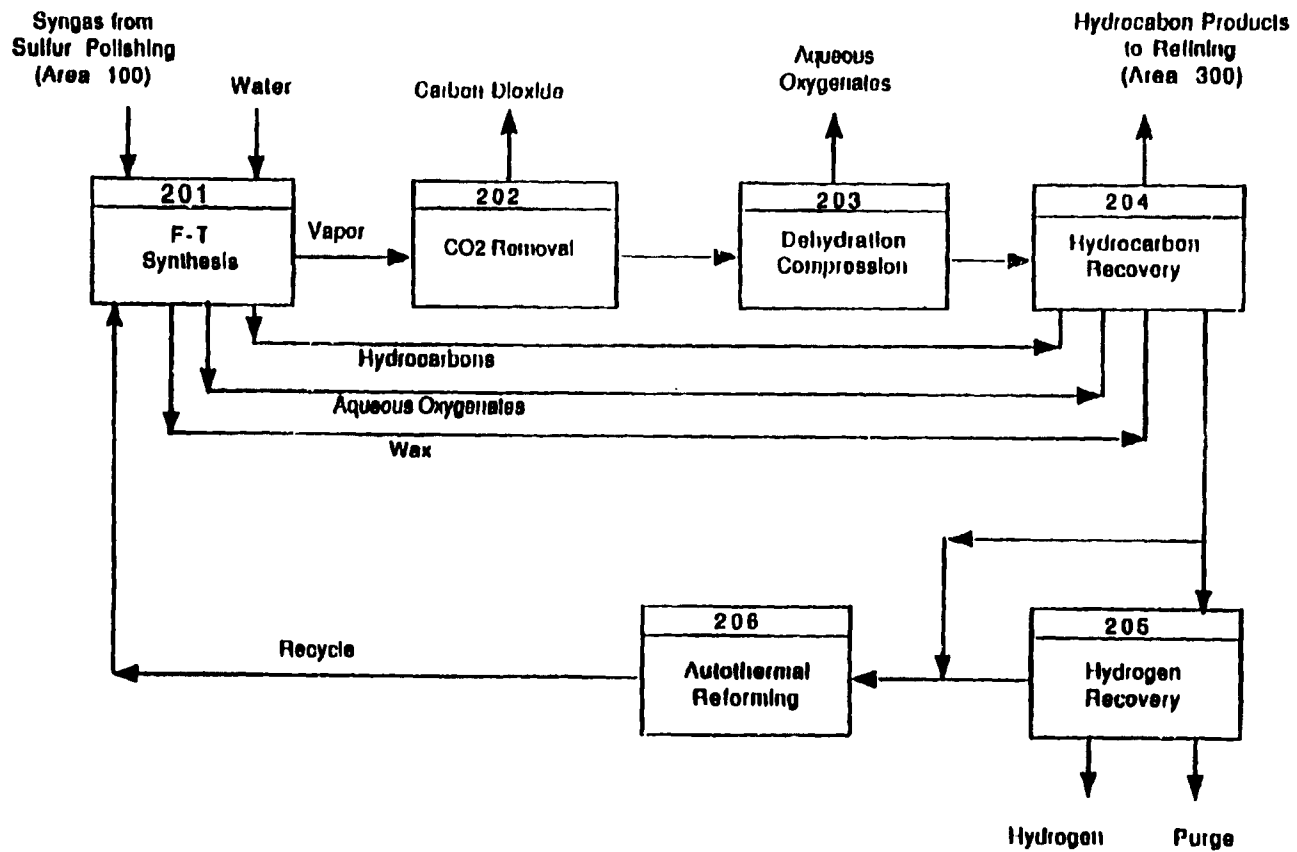 Syngas from
Sulfur Polishing
(Area 100)
Water
Carbon Dioxide
Aqueous
Oxygenates
Hydrocabon Products
to Refining
(Area 300)
201
F-T
Synthesis
Vapor
202
CO2 Removal
203
Dehydration
Compression
204
Hydrocarbon
Recovery
Hydrocarbons
Aqueous Oxygenates
Wax
Recycle
206
Autothermal
Reforming
205
Hydrogen
Recovery
Hydrogen
Purge